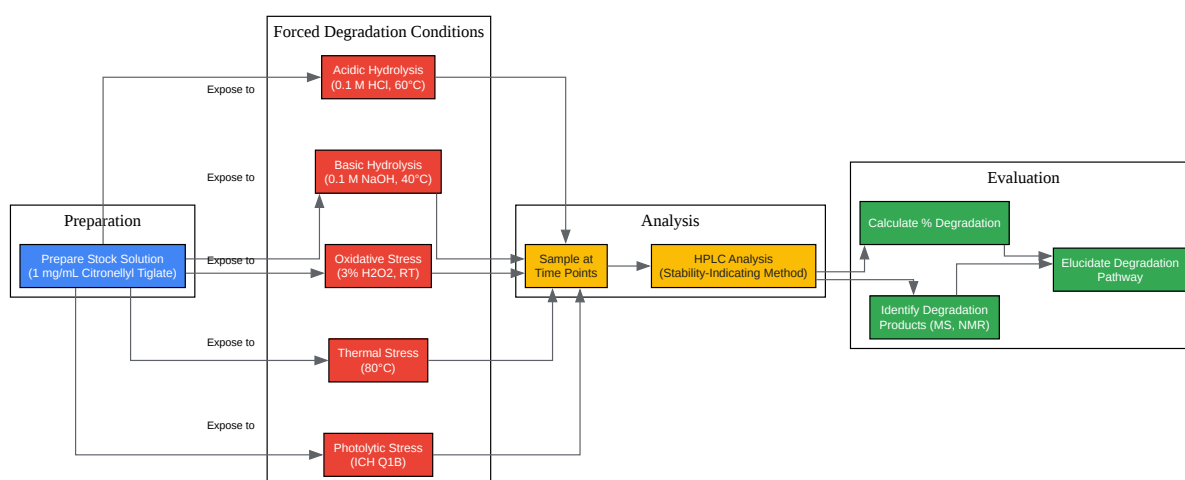 Forced Degradation Conditions
Acidic Hydrolysis
(0.1 M HCl, 60°C)
Expose to
Basic Hydrolysis
(0.1 M NaOH, 40°C)
Expose to
Preparation
Prepare Stock Solution
(1 mg/mL Citronellyl Tiglate)
Expose to
Oxidative Stress
(3% H2O2, RT)
Expose to
Thermal Stress
(80°C)
Expose to
Photolytic Stress
(ICH Q1B)
Analysis
Sample at
Time Points
HPLC Analysis
(Stability-Indicating Method)
Evaluation
Calculate % Degradation
Identify Degradation
Products (MS, NMR)
Elucidate Degradation
Pathway